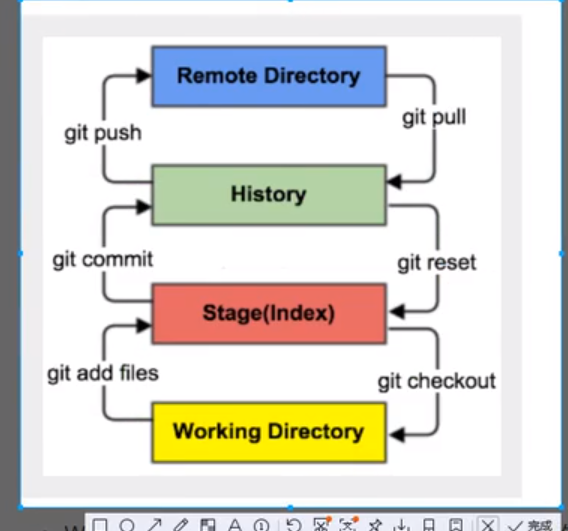 Remote Directory
git push
git pull
History
git commit
git reset
Stage(Index)
git add files
git checkout
Working Directory
A
完成